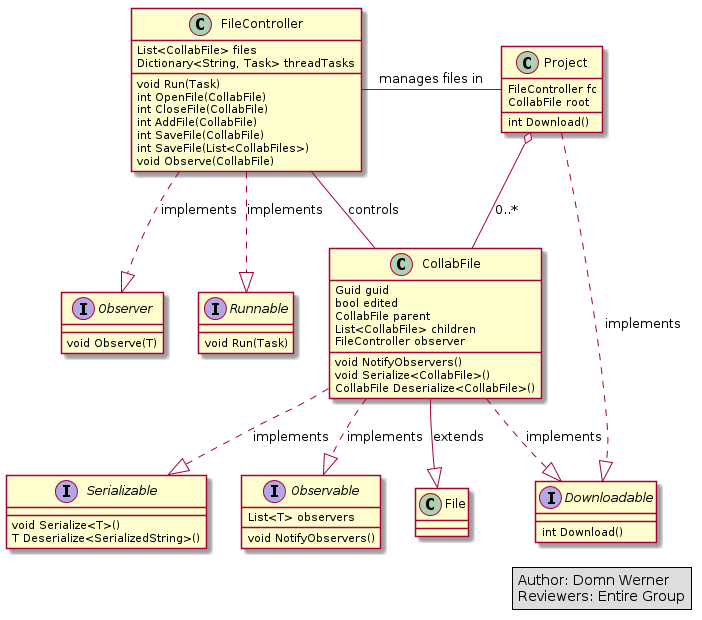 C FileController
List<CollabFile> files
Dictionary<String, Task> threadTasks
void Run(Task)
int OpenFile(CollabFile)
int CloseFile(CollabFile)
int AddFile(CollabFile)
int SaveFile(CollabFile)
int SaveFile(List<CollabFiles>)
void Observe(CollabFile)
manages files in
C Project
FileController fc
CollabFile root
int Download()
implements
implements
controls
0..*
I Observer
void Observe(T)
I Runnable
void Run(Task)
C CollabFile
Guid guid
bool edited
CollabFile parent
List<CollabFile> children
FileController observer
void NotifyObservers()
void Serialize<CollabFile>()
CollabFile Deserialize<CollabFile>()
implements
implements
implements
extends
implements
I Serializable
void Serialize<T>()
T Deserialize<SerializedString>()
I Observable
List<T> observers
void NotifyObservers()
C File
I Downloadable
int Download()
Author: Domn Werner
Reviewers: Entire Group